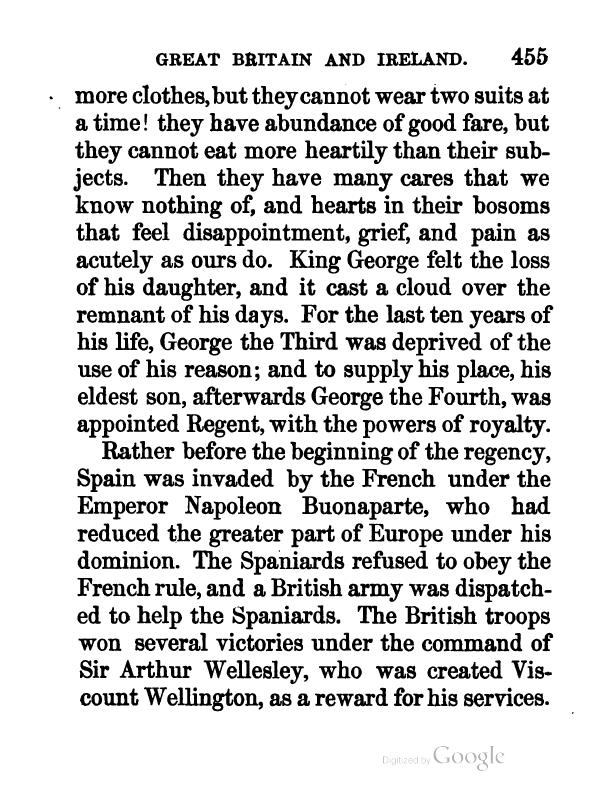 GREAT BRITAIN AND IRELAND. 455
more clothes, but they cannot wear two suits at
a time! they have abundance of good fare, but
they cannot eat more heartily than their sub-
jects. Then they have many cares that we
know nothing of, and hearts in their bosoms
that feel disappointment, grief, and pain as
acutely as ours do. King George felt the loss
of his daughter, and it cast a cloud over the
remnant of his days. For the last ten years of
his life, George the Third was deprived of the
use of his reason; and to supply his place, his
eldest son, afterwards George the Fourth, was
appointed Regent, with the powers of royalty.
Rather before the beginning of the regency,
Spain was invaded by the French under the
Emperor Napoleon Buonaparte, who had
reduced the greater part of Europe under his
dominion. The Spaniards refused to obey the
French rule, and a British army was dispatch-
ed to help the Spaniards. The British troops
won several victories under the command of
Sir Arthur Wellesley, who was created Vis-
count Wellington, as a reward for his services.
Digitized by Google